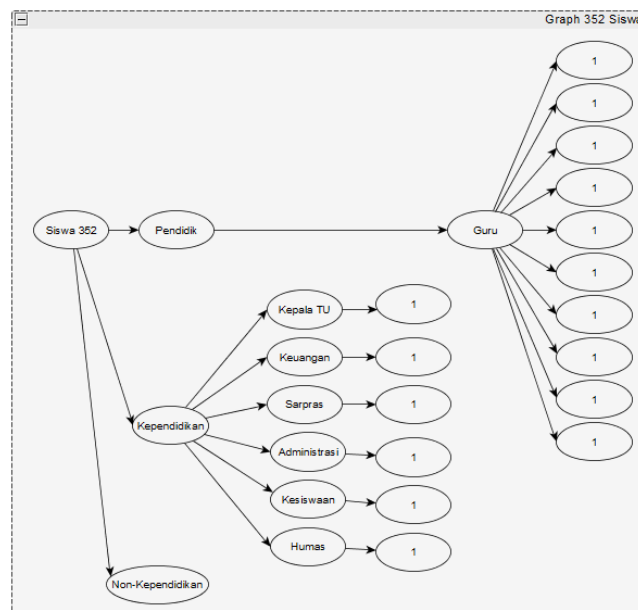 Graph 352 Siswa
Siswa 352
Pendidik
Guru
1
1
1
1
1
1
1
1
1
1
Kependidikan
Kepala TU
1
Keuangan
1
Sarpras
1
Administrasi
1
Kesiswaan
1
Humas
1
Non-Kependidikan